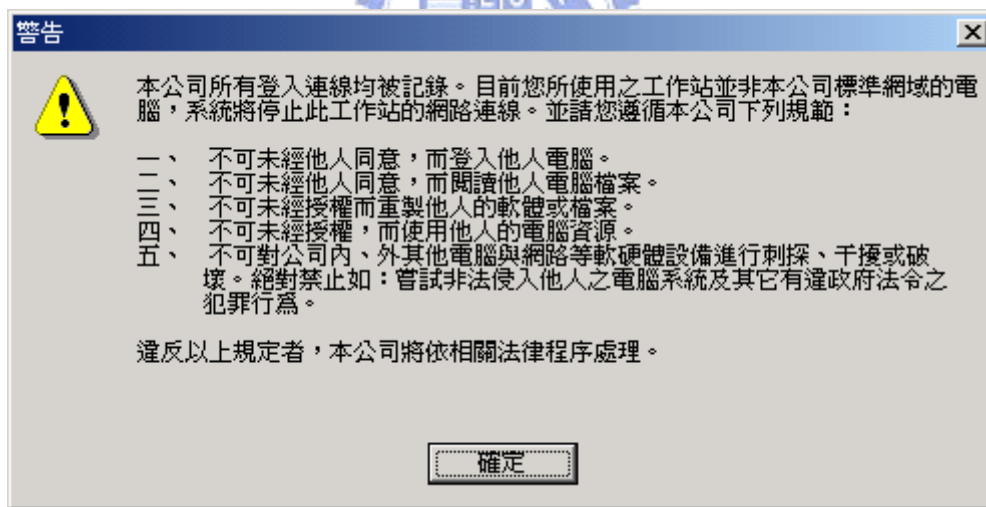 警告
本公司所有登入連線均被記錄。目前您所使用之工作站並非本公司標準網域的電
腦，系統將停止此工作站的網路連線。並請您遵循本公司下列規範：
一、 不可未經他人同意，而登入他人電腦。
二、 不可未經他人同意，而閱讀他人電腦檔案。
三、 不可未經授權而重製他人的軟體或檔案。
四、 不可未經授權，而使用他人的電腦資源。
五、 不可對公司內、外其他電腦與網路等軟硬體設備進行刺探、干擾或破
壞。絕對禁止如：嘗試非法侵入他人之電腦系統及其它有違政府法令之
犯罪行為。
違反以上規定者，本公司將依相關法律程序處理。
確定